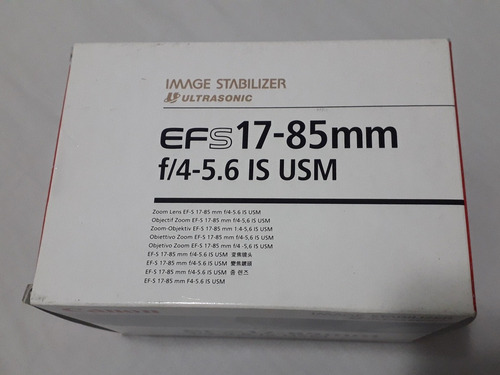 IMAGE STABILIZER
ULTRASONIC
EFS17-85mm
f/4-5.6 IS USM
Zoom Lens EF-S 17-85 mm f/4-5.6 IS USM
Objectif Zoom EF-S 17-85 mm f/4-5.6 IS USM
Zoom-Objektiv EF-S 17-85 mm 1:4-5,6 IS USM
Obiettivo Zoom EF-S 17-85 mm f/4-5,6 IS USM
Objetivo Zoom EF-S 17-85 mm f/4-5,6 IS USM
EF-S 17-85 mm f/4-5.6 IS USM 变焦镜头
EF-S 17-85 mm f/4-5.6 IS USM 變焦鏡頭
EF-S 17-85 mm f/4-5.6 IS USM 줌 렌즈
EF-S 17-85 mm F4-5.6 IS USM